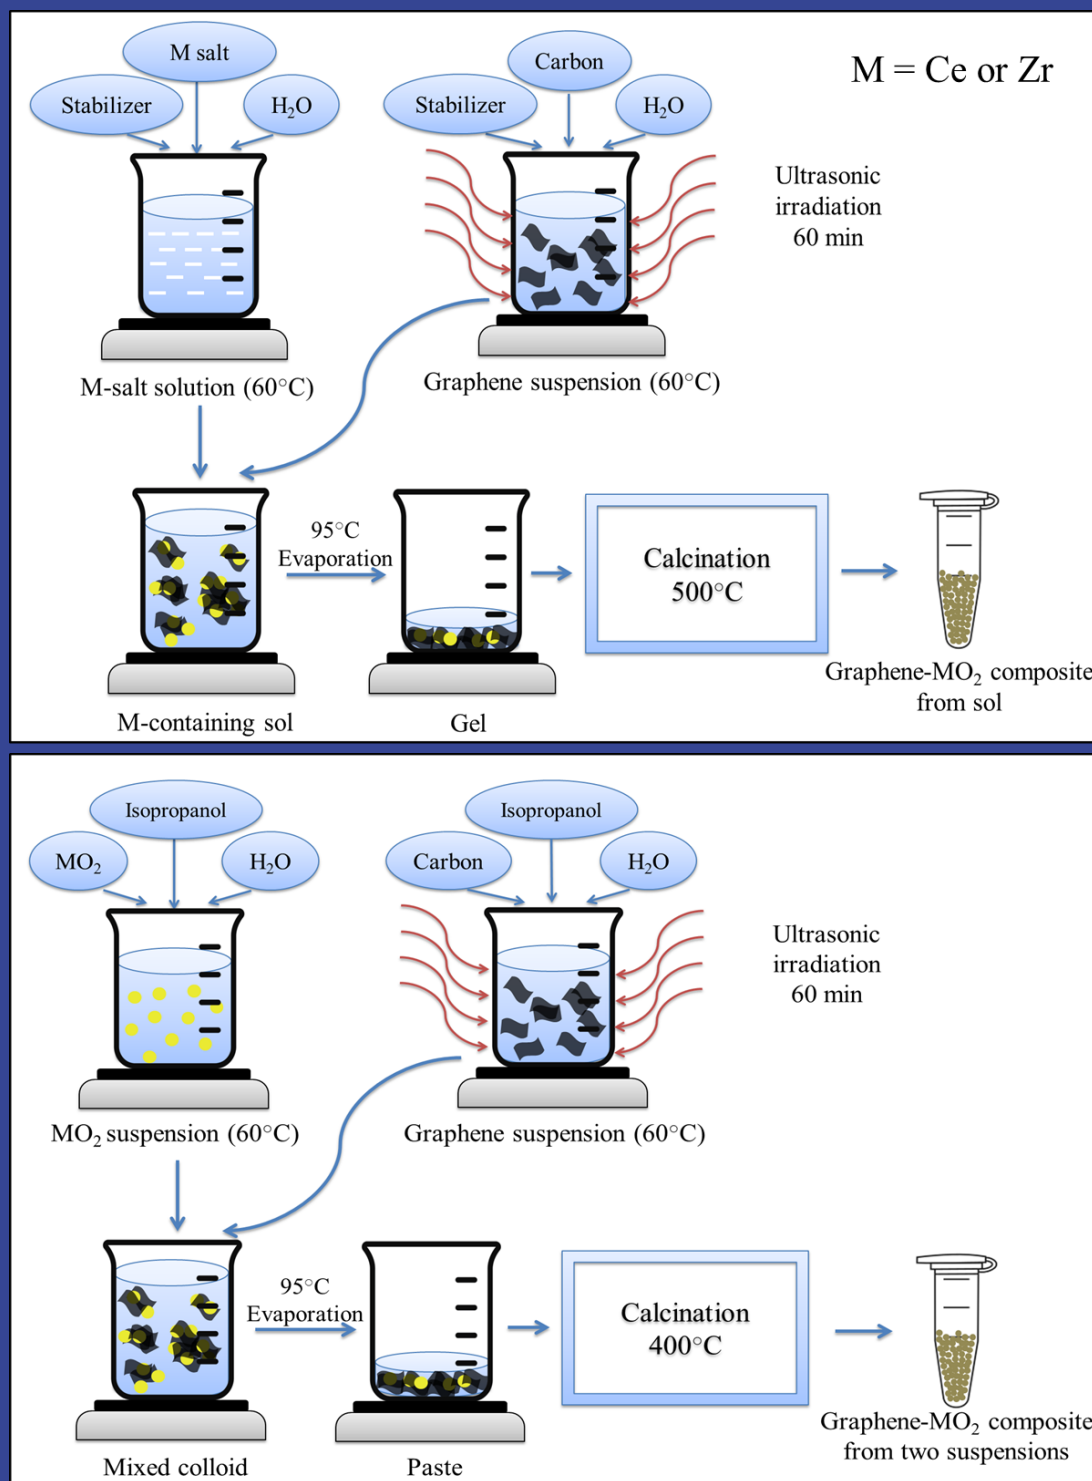 M salt
Stabilizer
H₂O
Carbon
Stabilizer
H₂O
M = Ce or Zr
Ultrasonic
irradiation
60 min
M-salt solution (60°C)
Graphene suspension (60°C)
95°C
Evaporation
Calcination
500°C
M-containing sol
Gel
Graphene-MO₂ composite
from sol
Isopropanol
MO₂
H₂O
Isopropanol
Carbon
H₂O
Ultrasonic
irradiation
60 min
MO₂ suspension (60°C)
Graphene suspension (60°C)
95°C
Evaporation
Calcination
400°C
Mixed colloid
Paste
Graphene-MO₂ composite
from two suspensions